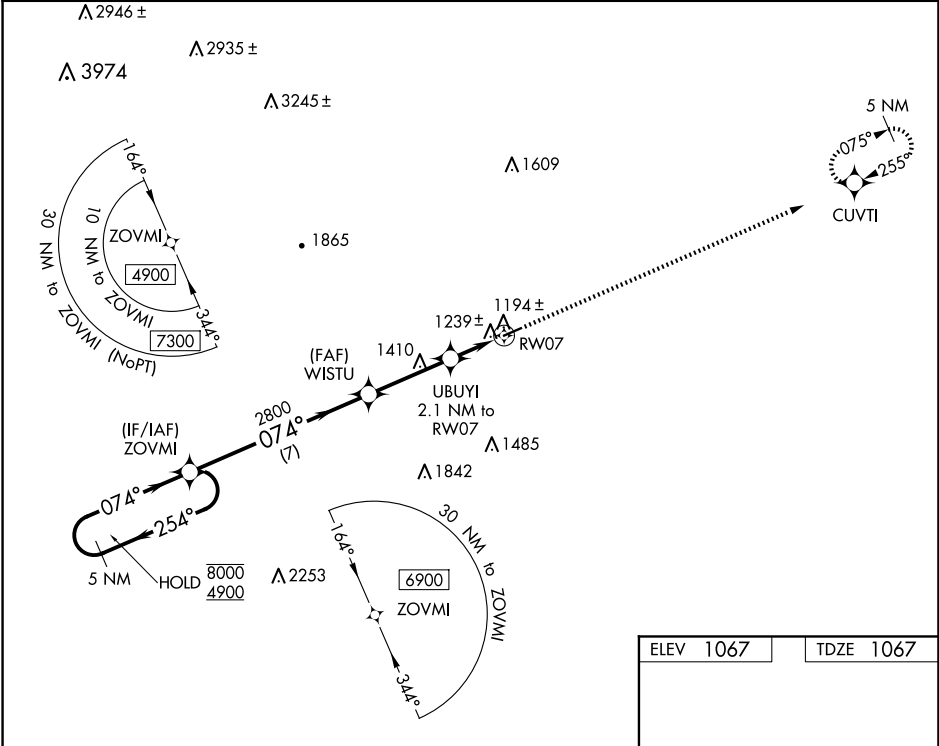 2946 ±
2935 ±
3974
3245 ±
5 NM
075°
255°
CUVTI
1609
164°
ZOVMI
4900
10 NM to ZOVMI
7300
30 NM to ZOVMI (NoPT)
344°
1865
1194 ±
1239 ±
RW07
1410
(FAF)
WISTU
UBUYI
2.1 NM to
RW07
2800
074°
(7)
(IF/IAF)
ZOVMI
1485
1842
074°
254°
5 NM
HOLD
8000
4900
2253
164°
30 NM to ZOVMI
6900
ZOVMI
344°
ELEV 1067
TDZE 1067